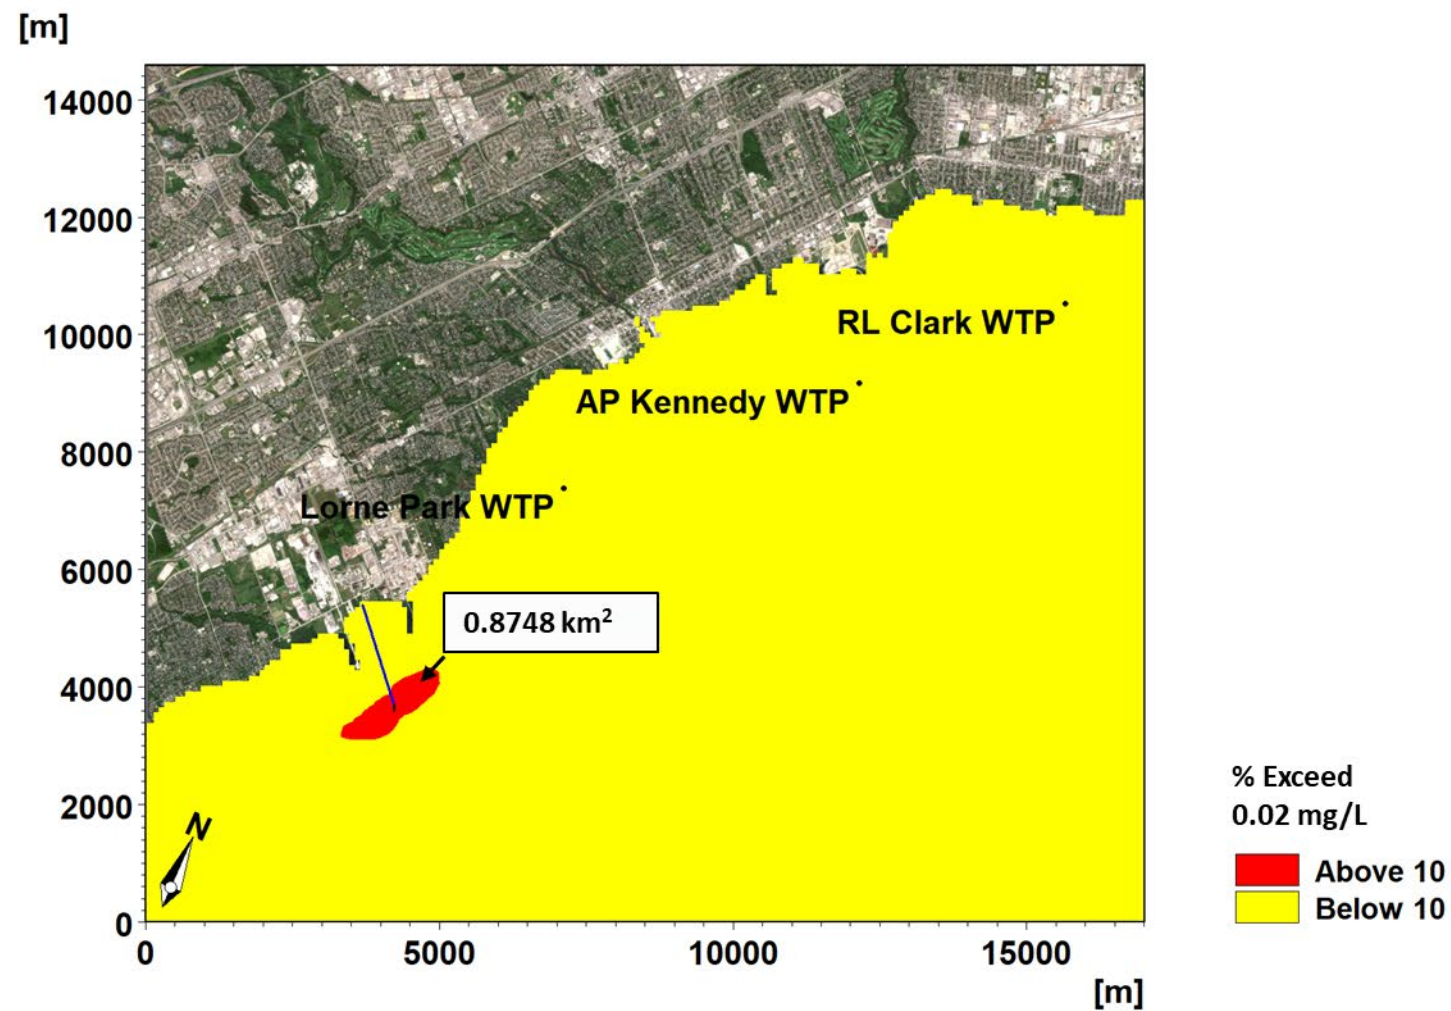 [m]
14000
12000
10000
8000
6000
4000
2000
0
0
5000
10000
15000
[m]
RL Clark WTP
AP Kennedy WTP
Lorne Park WTP
0.8748 km²
N
% Exceed
0.02 mg/L
Above 10
Below 10